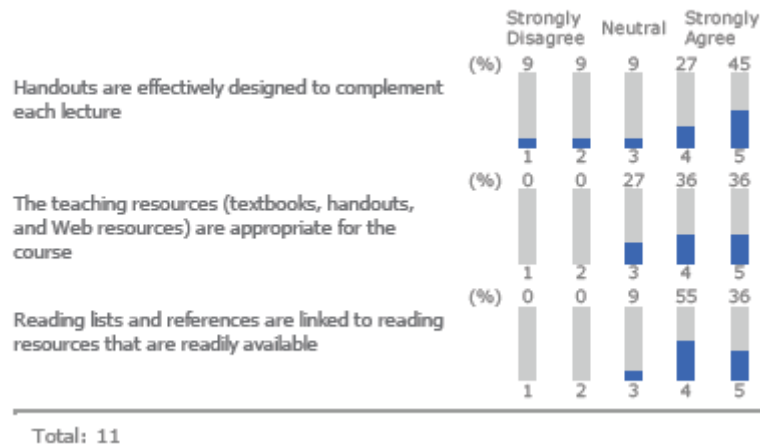 Strongly Disagree Neutral Strongly Agree
(%) 9 9 9 27 45
Handouts are effectively designed to complement
each lecture
1 2 3 4 5
(%) 0 0 27 36 36
The teaching resources (textbooks, handouts,
and Web resources) are appropriate for the
course
1 2 3 4 5
(%) 0 0 9 55 36
Reading lists and references are linked to reading
resources that are readily available
1 2 3 4 5
Total: 11